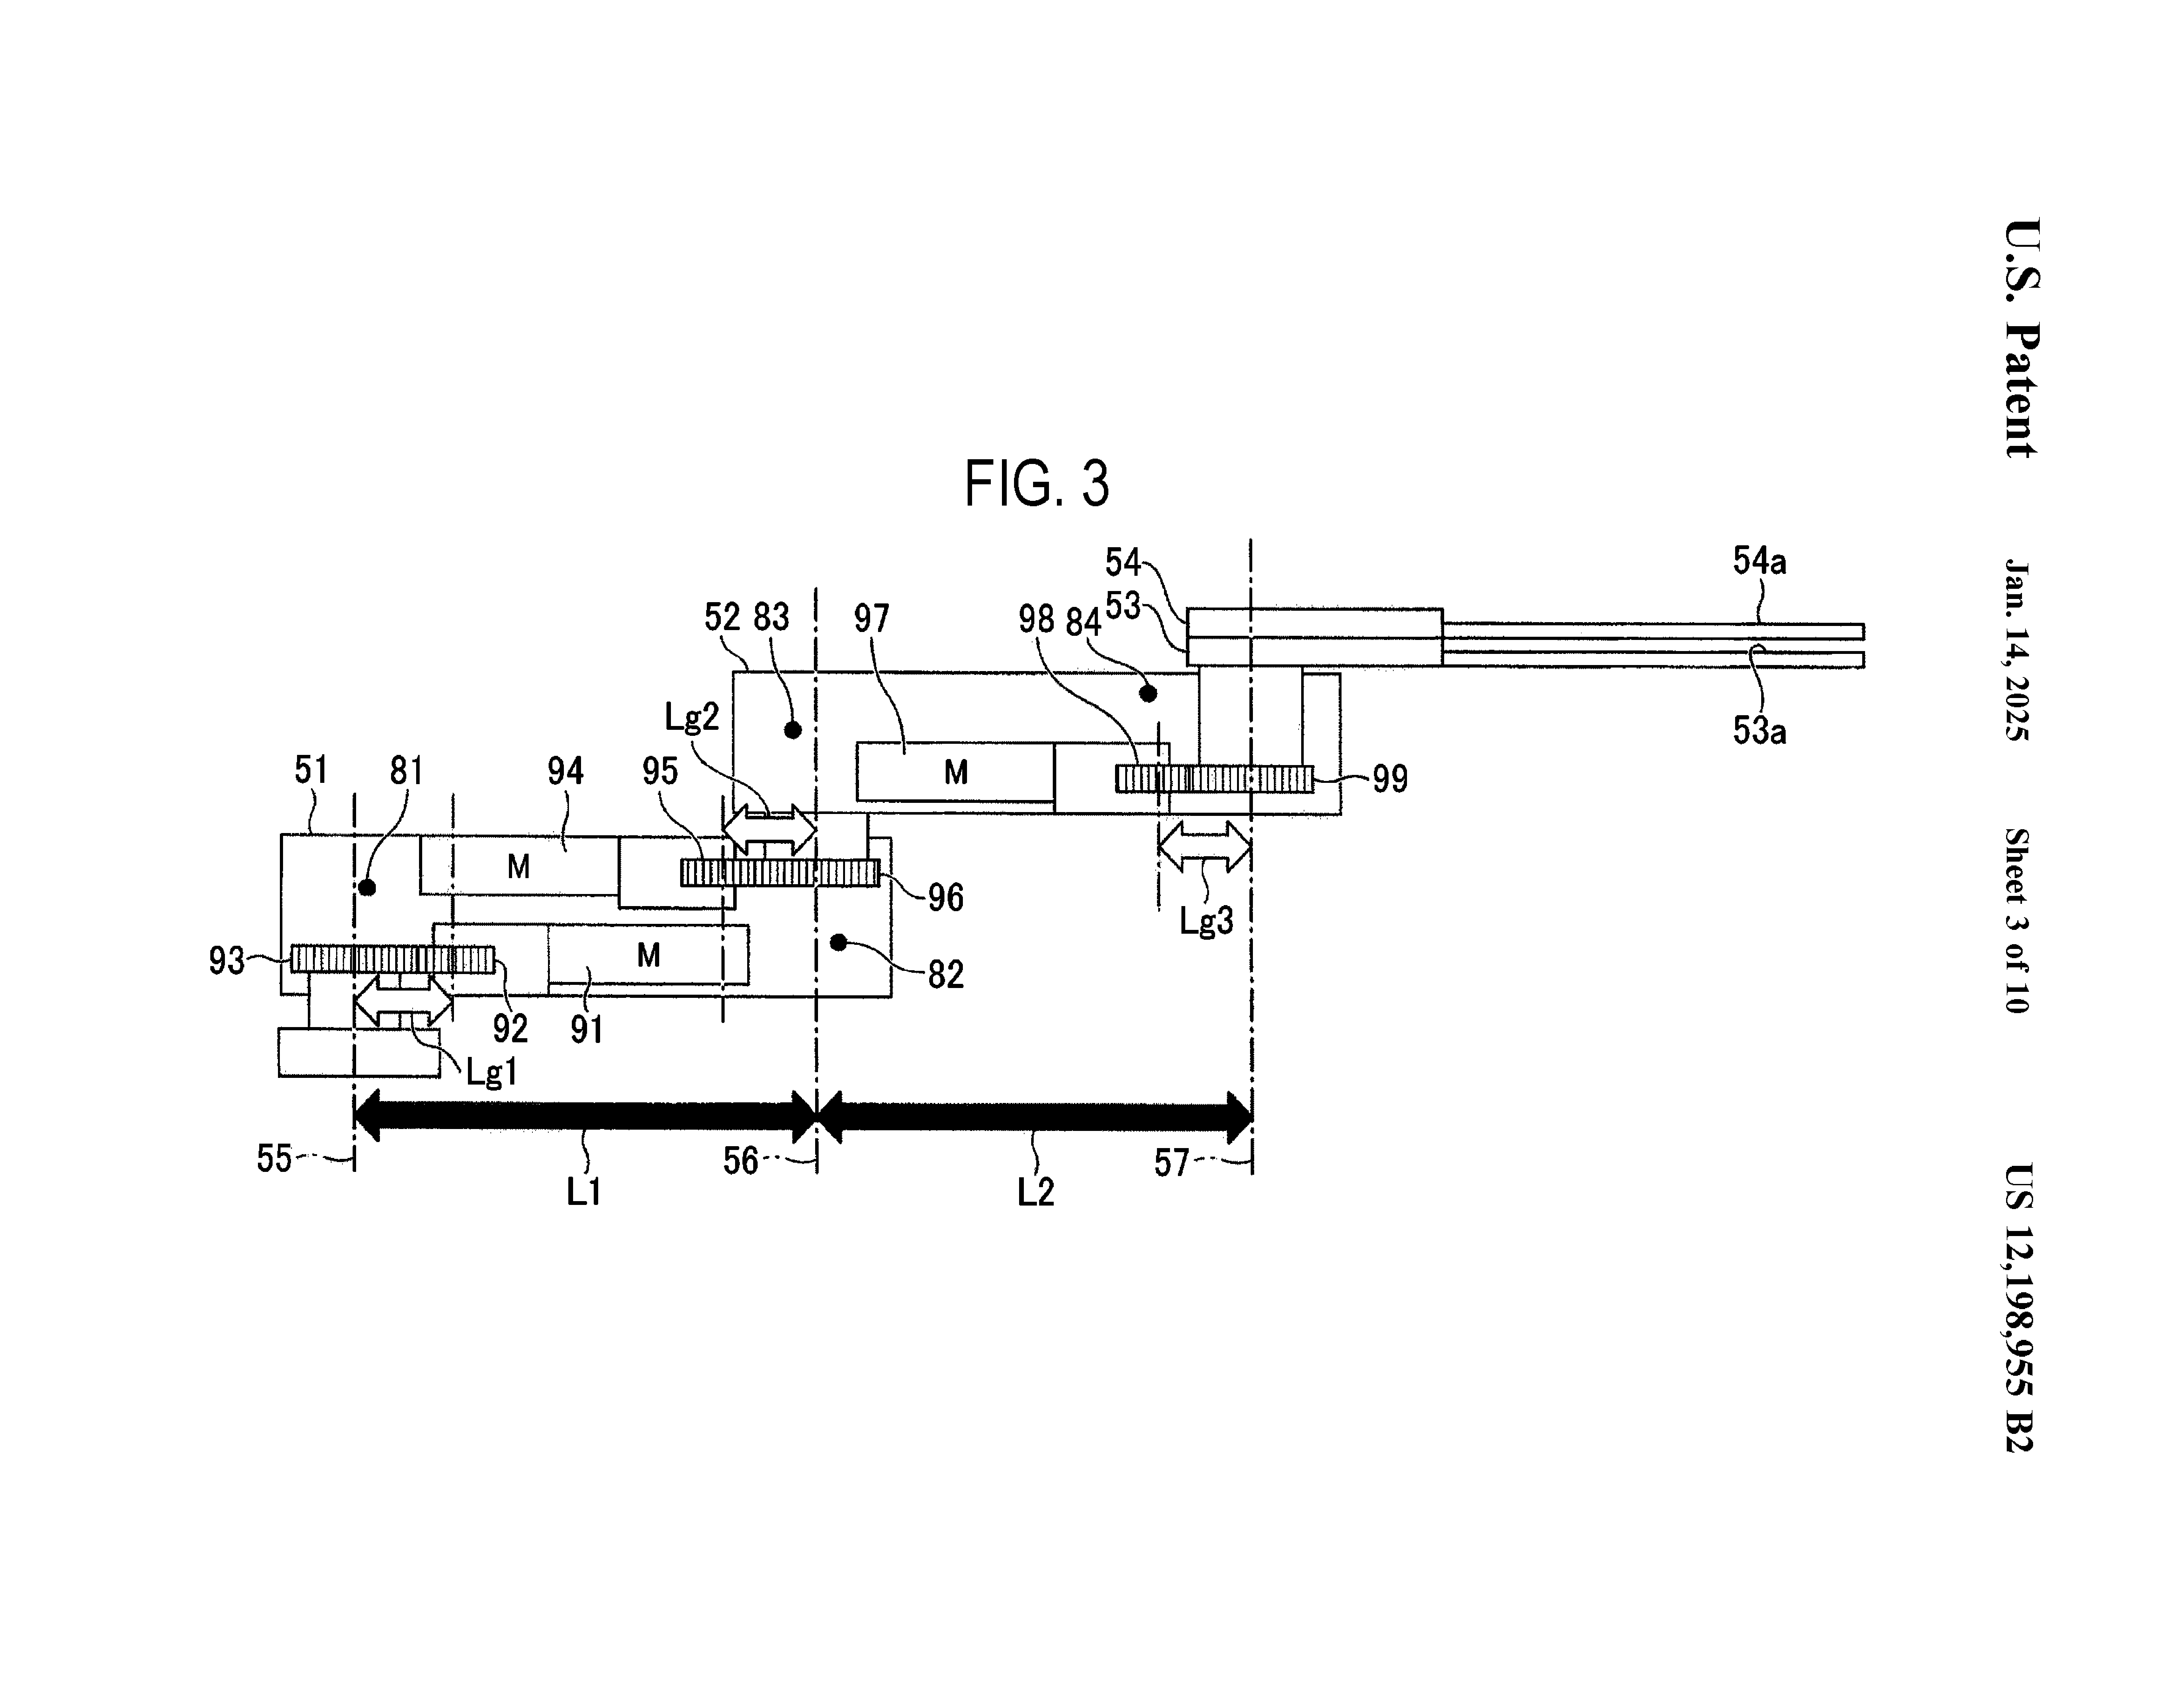 U.S. Patent Jan. 14, 2025 Sheet 3 of 10 US 12,198,955 B2
FIG. 3
54 54a
52 83 97 98 84 53
Lg2 53a
51 81 94 95 M 99
M 96 Lg3
93 M 82
92 91
Lg1
55 56 57
L1 L2